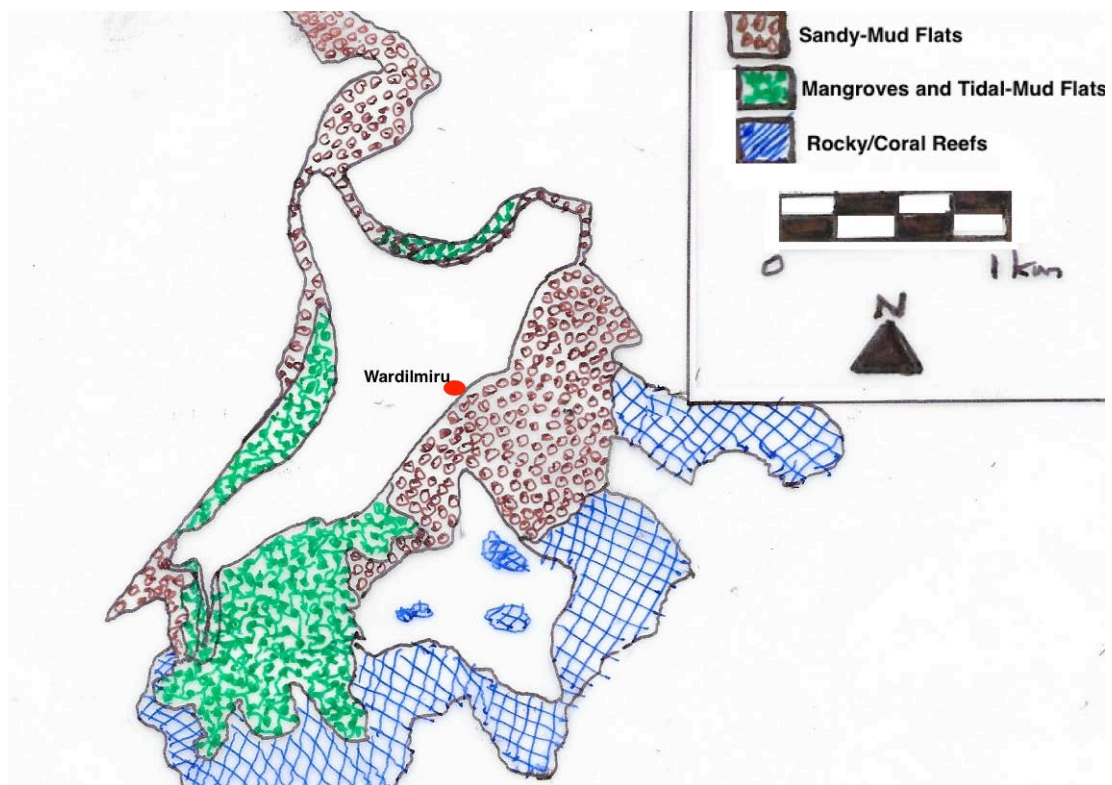 Sandy-Mud Flats
Mangroves and Tidal-Mud Flats
Rocky/Coral Reefs
0 1 km
N
Wardilmiru